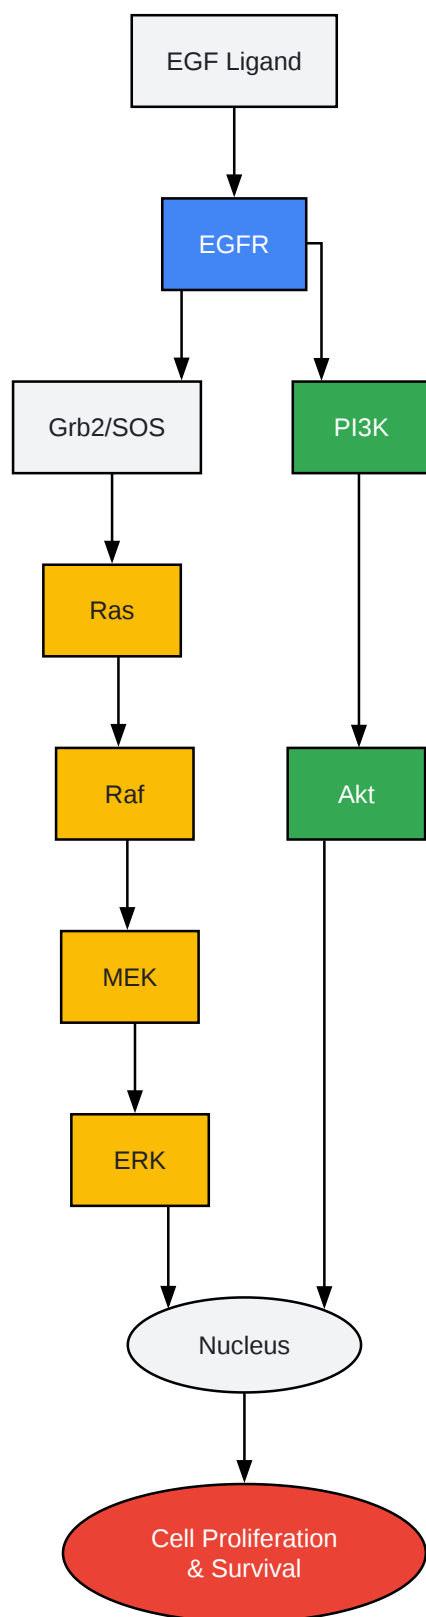 EGF Ligand
EGFR
Grb2/SOS
PI3K
Ras
Raf
Akt
MEK
ERK
Nucleus
Cell Proliferation
& Survival